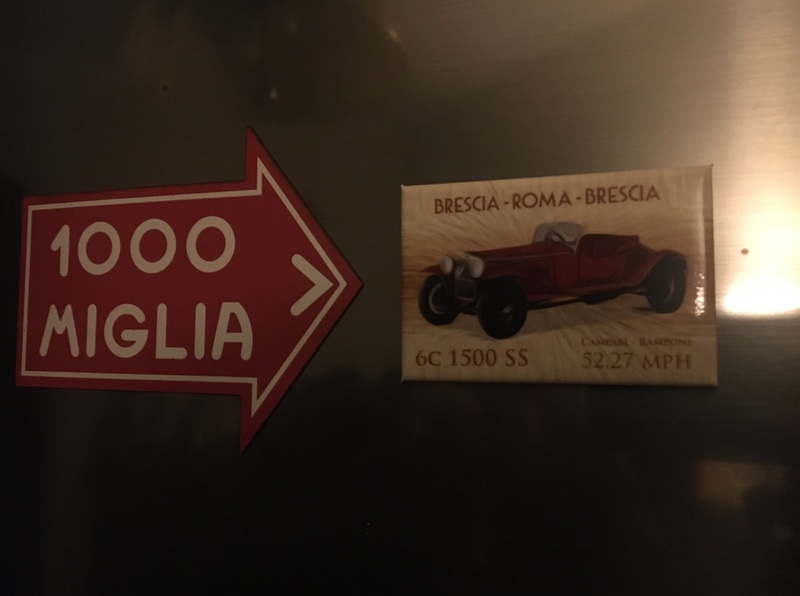 1000
MIGLIA
BRESCIA - ROMA - BRESCIA
6C 1500 SS
CAMPARI - RAMPONI
52.27 MPH